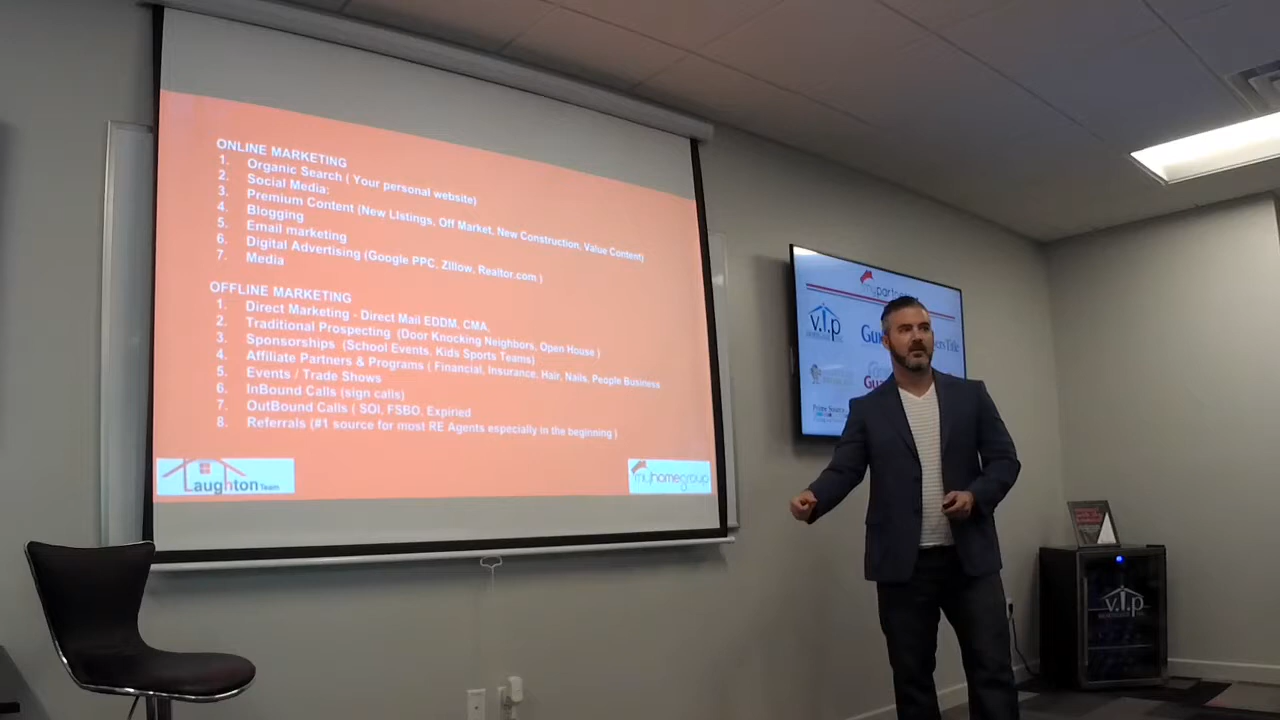 ONLINE MARKETING
1. Organic Search ( Your personal website)
2. Social Media:
3. Premium Content (New LIstings, Off Market, New Construction, Value Content)
4. Blogging
5. Email marketing
6. Digital Advertising (Google PPC, Zillow, Realtor.com )
7. Media
OFFLINE MARKETING
1. Direct Marketing - Direct Mail EDDM, CMA,
2. Traditional Prospecting (Door Knocking Neighbors, Open House )
3. Sponsorships (School Events, Kids Sports Teams)
4. Affiliate Partners & Programs ( Financial, Insurance, Hair, Nails, People Business
5. Events / Trade Shows
6. InBound Calls (sign calls)
7. OutBound Calls ( SOI, FSBO, Expiried
8. Referrals (#1 source for most RE Agents especially in the beginning )
Laughton Team
myhomegroup
v.i.p
Prime Source
v.i.p